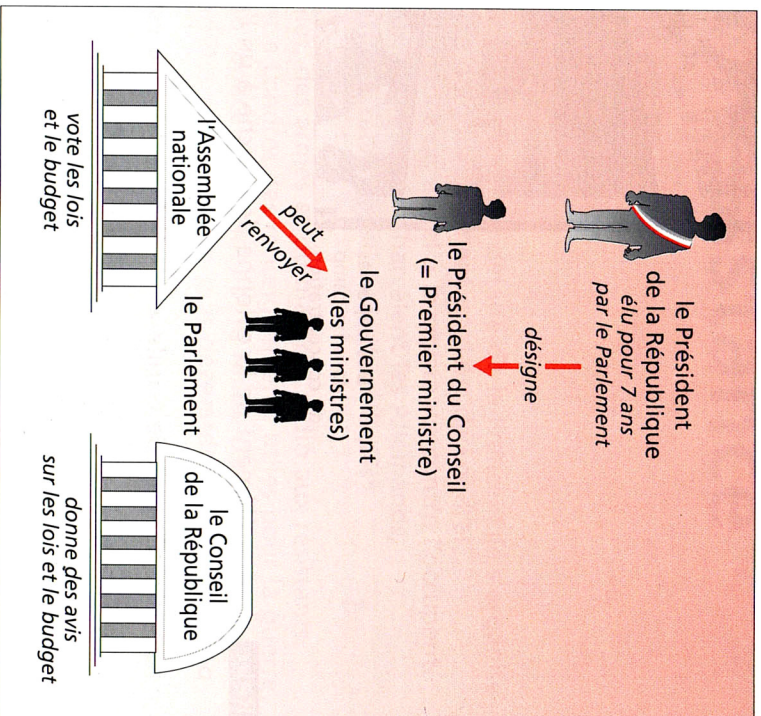 le Président
de la République
élu pour 7 ans
par le Parlement
désigne
le Président du Conseil
(= Premier ministre)
le Gouvernement
(les ministres)
peut
renvoyer
l'Assemblée
nationale
le Parlement
le Conseil
de la République
vote les lois
et le budget
donne des avis
sur les lois et le budget